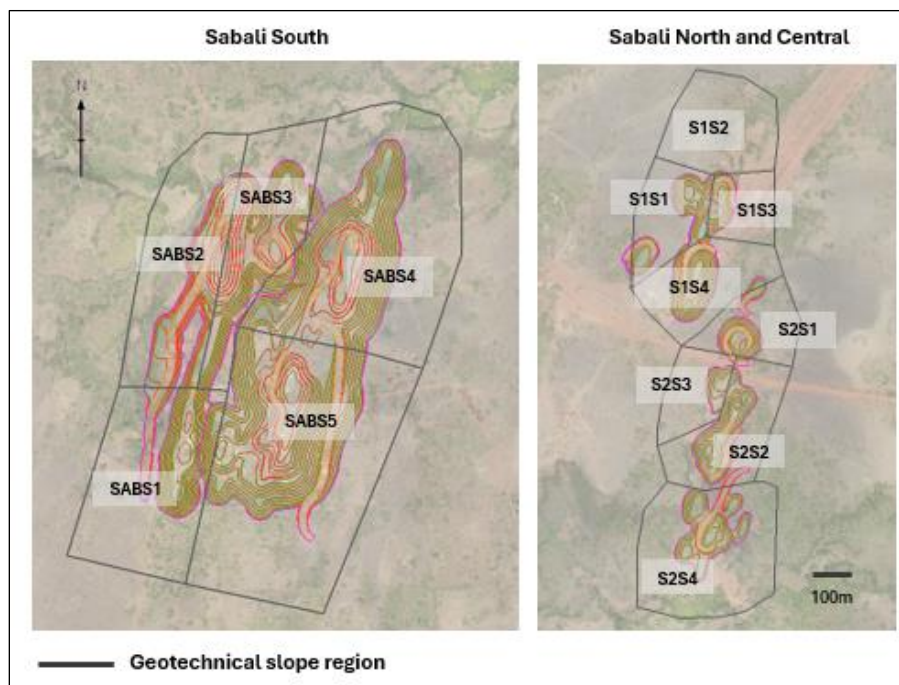 Sabali South
Sabali North and Central
N
SABS3
SABS2
SABS4
SABS5
SABS1
S1S2
S1S1
S1S3
S1S4
S2S1
S2S3
S2S2
S2S4
100m
Geotechnical slope region